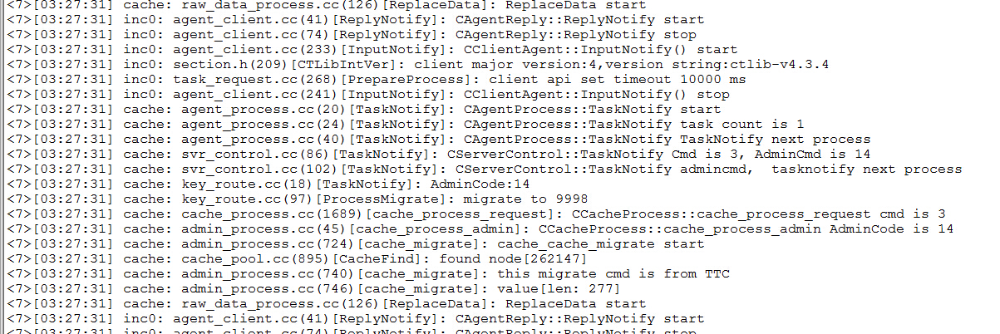 <7>[03:27:31] cache: raw_data_process.cc(126)[ReplaceData]: ReplaceData start
<7>[03:27:31] inc0: agent_client.cc(41)[ReplyNotify]: CAgentReply::ReplyNotify start
<7>[03:27:31] inc0: agent_client.cc(74)[ReplyNotify]: CAgentReply::ReplyNotify stop
<7>[03:27:31] inc0: agent_client.cc(233)[InputNotify]: CClientAgent::InputNotify() start
<7>[03:27:31] inc0: section.h(209)[CTLibIntVer]: client major version:4,version string:ctlib-v4.3.4
<7>[03:27:31] inc0: task_request.cc(268)[PrepareProcess]: client api set timeout 10000 ms
<7>[03:27:31] inc0: agent_client.cc(241)[InputNotify]: CClientAgent::InputNotify() stop
<7>[03:27:31] cache: agent_process.cc(20)[TaskNotify]: CAgentProcess::TaskNotify start
<7>[03:27:31] cache: agent_process.cc(24)[TaskNotify]: CAgentProcess::TaskNotify task count is 1
<7>[03:27:31] cache: agent_process.cc(40)[TaskNotify]: CAgentProcess::TaskNotify TaskNotify next process
<7>[03:27:31] cache: svr_control.cc(86)[TaskNotify]: CServerControl::TaskNotify Cmd is 3, AdminCmd is 14
<7>[03:27:31] cache: svr_control.cc(102)[TaskNotify]: CServerControl::TaskNotify admincmd,  tasknotify next process
<7>[03:27:31] cache: key_route.cc(18)[TaskNotify]: AdminCode:14
<7>[03:27:31] cache: key_route.cc(97)[ProcessMigrate]: migrate to 9998
<7>[03:27:31] cache: cache_process.cc(1689)[cache_process_request]: CCacheProcess::cache_process_request cmd is 3
<7>[03:27:31] cache: admin_process.cc(45)[cache_process_admin]: CCacheProcess::cache_process_admin AdminCode is 14
<7>[03:27:31] cache: admin_process.cc(724)[cache_migrate]: cache_cache_migrate start
<7>[03:27:31] cache: cache_pool.cc(895)[CacheFind]: found node[262147]
<7>[03:27:31] cache: admin_process.cc(740)[cache_migrate]: this migrate cmd is from TTC
<7>[03:27:31] cache: admin_process.cc(746)[cache_migrate]: value[len: 277]
<7>[03:27:31] cache: raw_data_process.cc(126)[ReplaceData]: ReplaceData start
<7>[03:27:31] inc0: agent_client.cc(41)[ReplyNotify]: CAgentReply::ReplyNotify start
<7>[03:27:31] inc0: agent_client.cc(74)[ReplyNotify]: CAgentReply::ReplyNotify stop